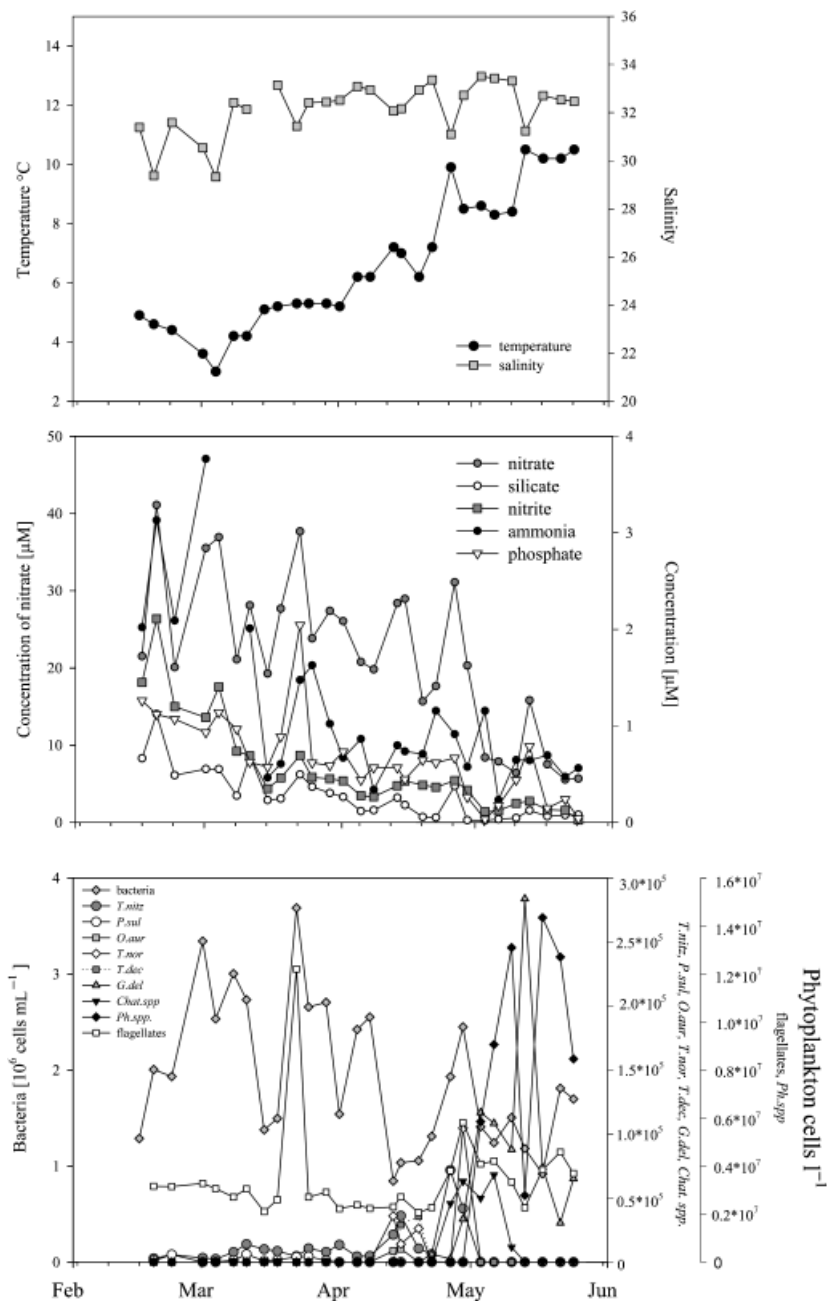 14
12
10
8
6
4
2
Temperature °C
36
34
32
30
28
26
24
22
20
Salinity
temperature
salinity
50
40
30
20
10
0
Concentration of nitrate [µM]
4
3
2
1
0
Concentration [µM]
nitrate
silicate
nitrite
ammonia
phosphate
4
3
2
1
0
Bacteria [10⁶ cells mL⁻¹]
bacteria
T.nitz
P.sul
O.aur
T.nor
T.dec
G.del
Chat.spp
Ph.spp.
flagellates
3.0*10⁵
2.5*10⁵
2.0*10⁵
1.5*10⁵
1.0*10⁵
0.5*10⁵
0
T.nitz, P.sul, O.aur, T.nor, T.dec, G.del, Chat. spp.
1.6*10⁷
1.4*10⁷
1.2*10⁷
1.0*10⁷
0.8*10⁷
0.6*10⁷
0.4*10⁷
0.2*10⁷
0
flagellates, Ph.spp
Phytoplankton cells l⁻¹
Feb Mar Apr May Jun